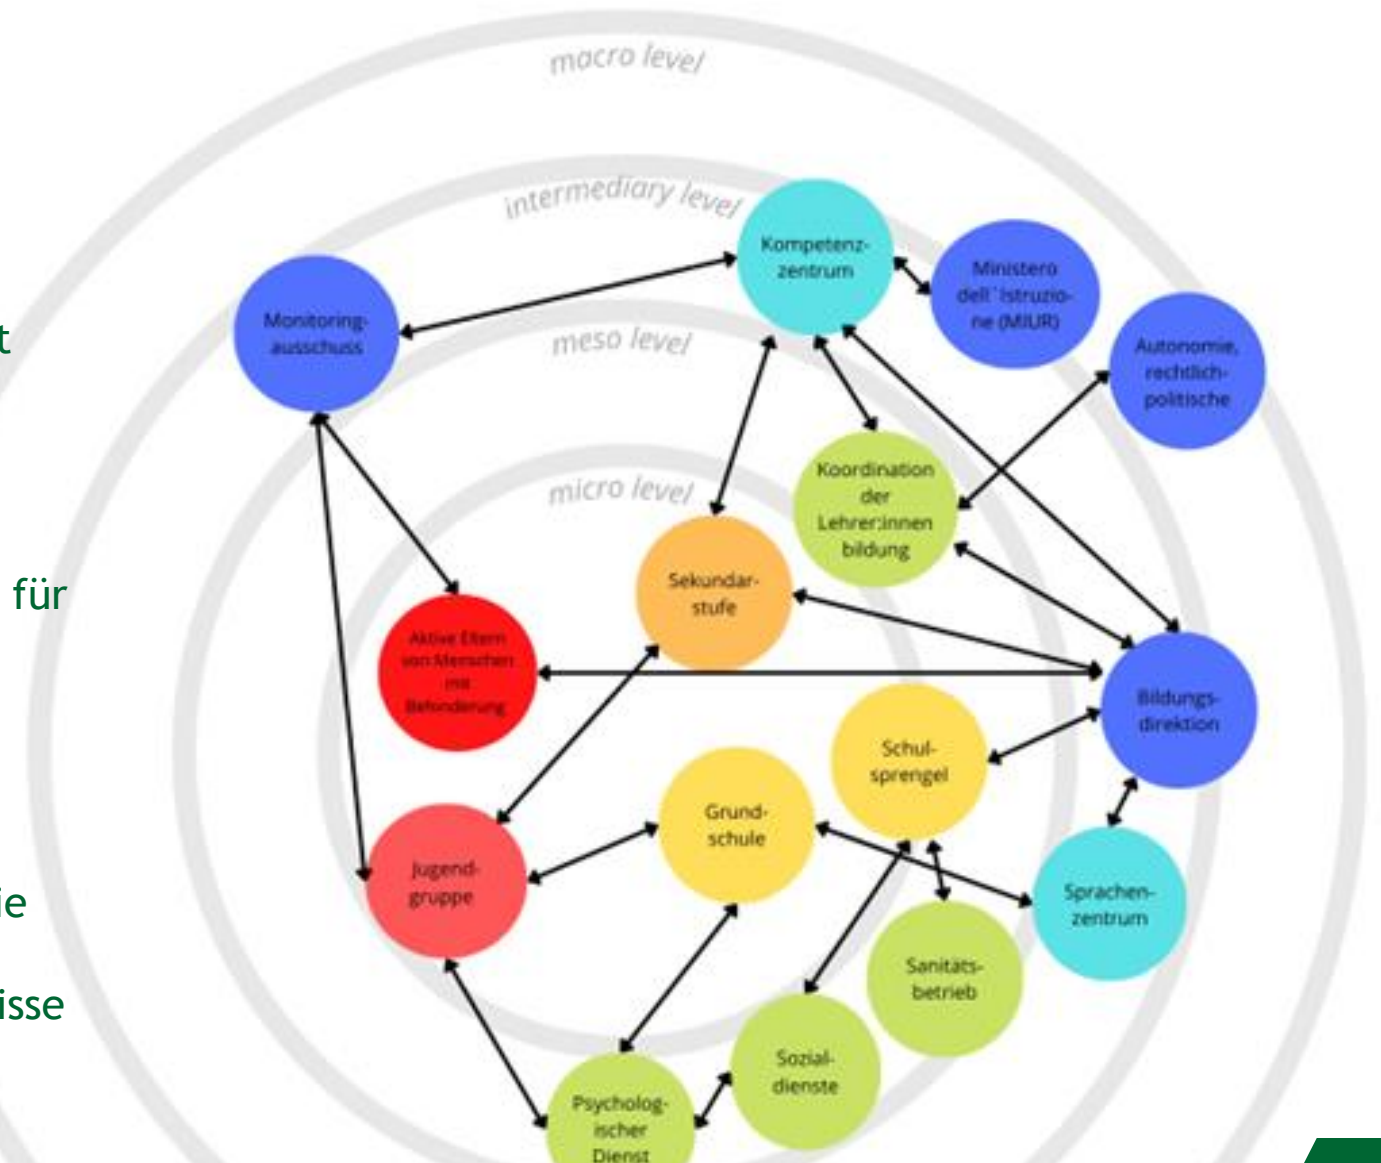 macro level
intermediary level
Kompetenz-
zentrum
Ministero
dell`Istruzio-
ne (MIUR)
Monitoring-
ausschuss
meso level
Autonomie,
rechtlich-
politische
t
micro level
Koordination
der
Lehrer:innen
bildung
Sekundar-
stufe
für
Aktive Eltern
von Menschen
mit
Behinderung
Bildungs-
direktion
Schul-
sprengel
Grund-
schule
Jugend-
gruppe
ie
Sprachen-
zentrum
Sanitäts-
betrieb
isse
Sozial-
dienste
Psycholog-
ischer
Dienst